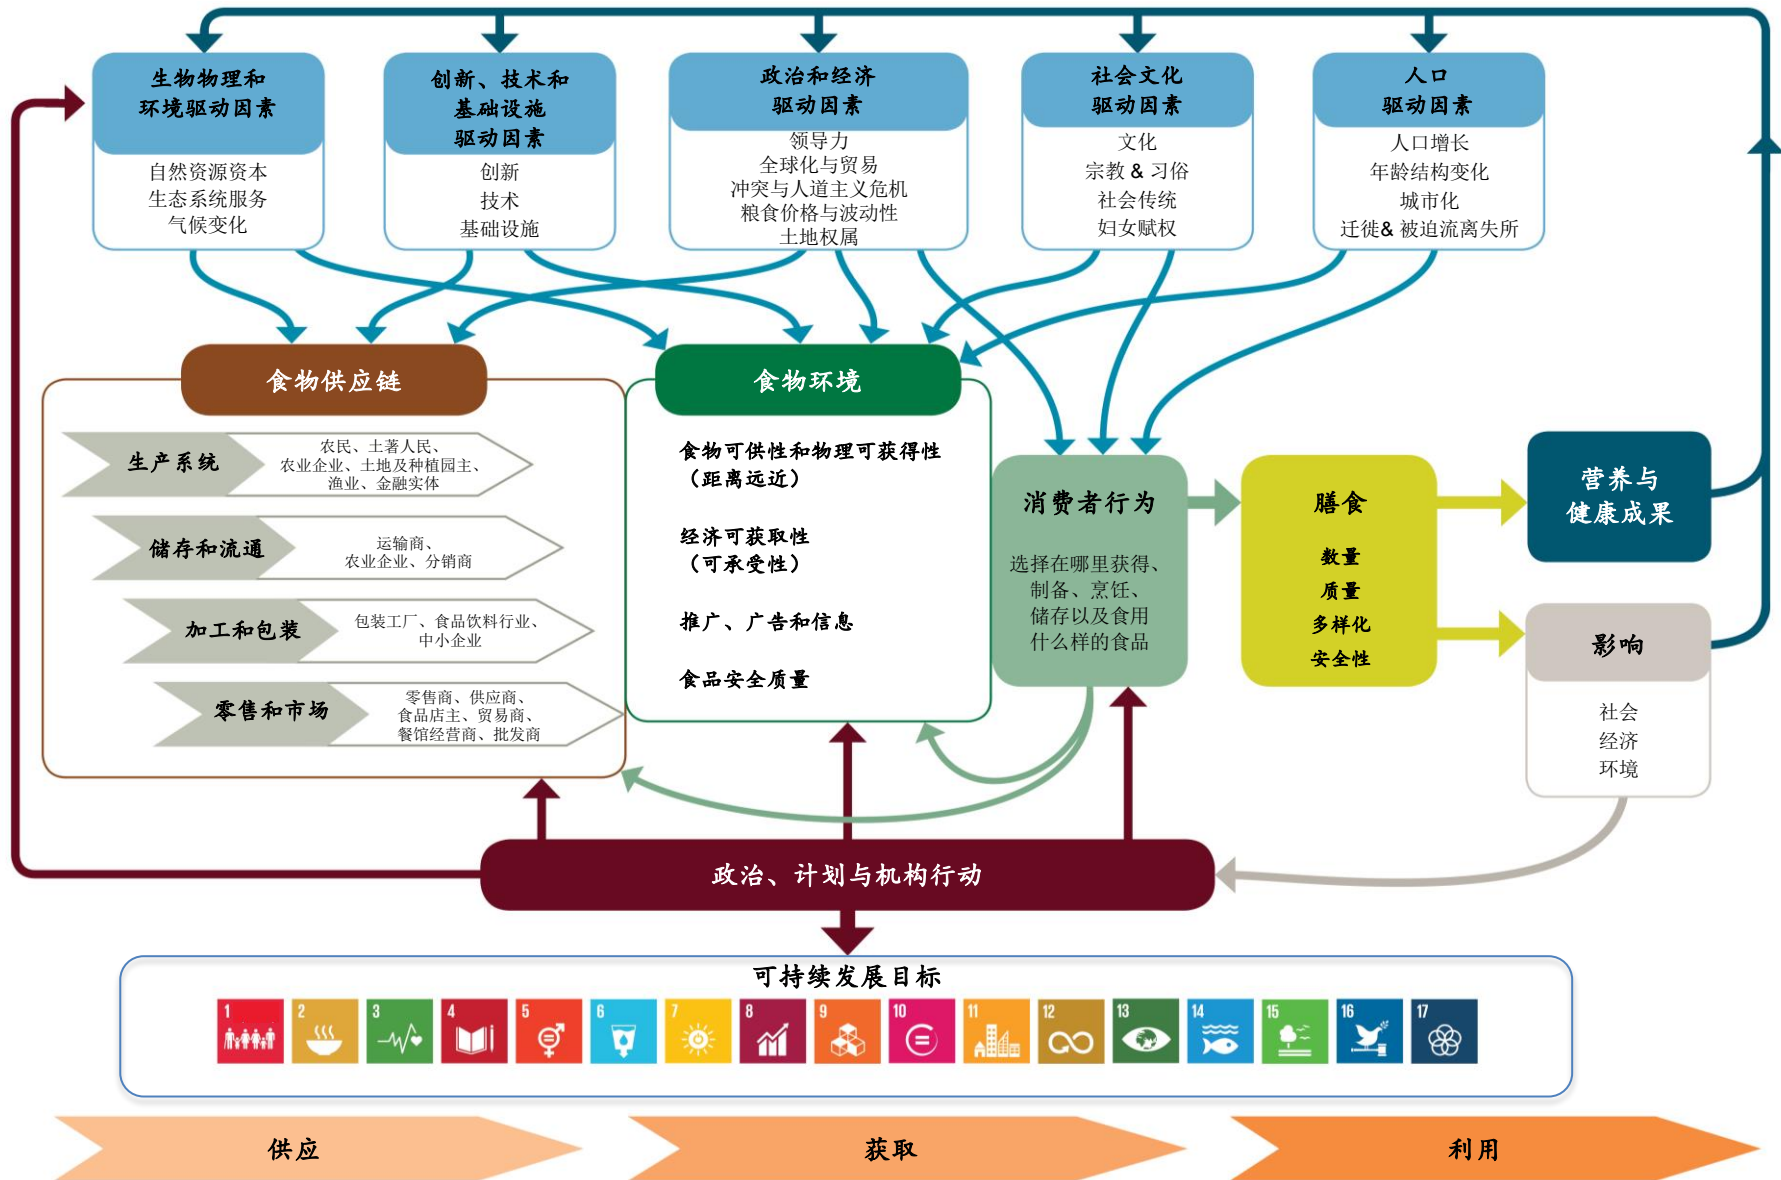 生物物理和
环境驱动因素
自然资源资本
生态系统服务
气候变化
创新、技术和
基础设施
驱动因素
创新
技术
基础设施
政治和经济
驱动因素
领导力
全球化与贸易
冲突与人道主义危机
粮食价格与波动性
土地权属
社会文化
驱动因素
文化
宗教 & 习俗
社会传统
妇女赋权
人口
驱动因素
人口增长
年龄结构变化
城市化
迁徙& 被迫流离失所
食物供应链
生产系统
农民、土著人民、
农业企业、土地及种植园主、
渔业、金融实体
储存和流通
运输商、
农业企业、分销商
加工和包装
包装工厂、食品饮料行业、
中小企业
零售和市场
零售商、供应商、
食品店主、贸易商、
餐馆经营商、批发商
食物环境
食物可供性和物理可获得性
（距离远近）
经济可获取性
（可承受性）
推广、广告和信息
食品安全质量
消费者行为
选择在哪里获得、
制备、烹饪、
储存以及食用
什么样的食品
膳食
数量
质量
多样化
安全性
营养与
健康成果
影响
社会
经济
环境
政治、计划与机构行动
可持续发展目标
1
2
3
4
5
6
7
8
9
10
11
12
13
14
15
16
17
供应
获取
利用